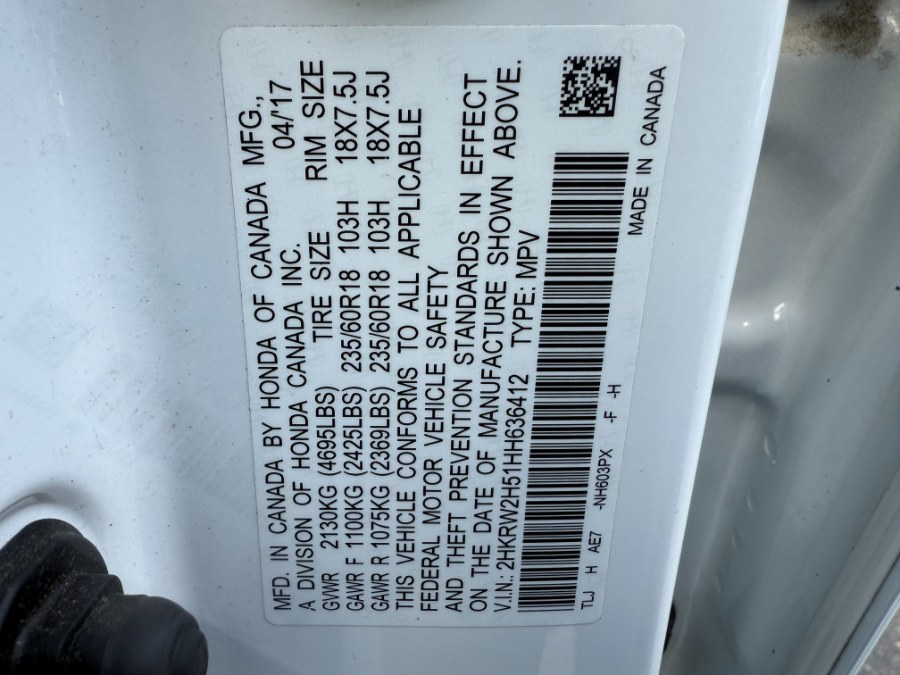 MFD. IN CANADA BY HONDA OF CANADA MFG.,
A DIVISION OF HONDA CANADA INC. 04/'17
GVWR 2130KG (4695LBS) TIRE SIZE RIM SIZE
GAWR F 1100KG (2425LBS) 235/60R18 103H 18X7.5J
GAWR R 1075KG (2369LBS) 235/60R18 103H 18X7.5J
THIS VEHICLE CONFORMS TO ALL APPLICABLE
FEDERAL MOTOR VEHICLE SAFETY
AND THEFT PREVENTION STANDARDS IN EFFECT
ON THE DATE OF MANUFACTURE SHOWN ABOVE.
V.I.N.: 2HKRW2H51HH636412 TYPE: MPV
TLJ H AE7 -NH603PX -F -H
MADE IN CANADA